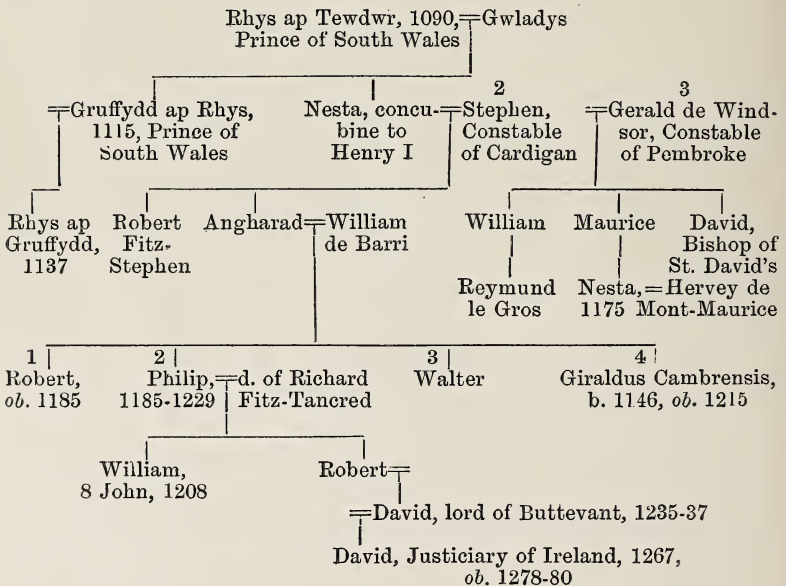 Rhys ap Tewdwr, 1090,=Gwladys
Prince of South Wales
2 3
=Gruffydd ap Rhys, Nesta, concu-=Stephen, =Gerald de Wind-
1115, Prince of bine to Constable sor, Constable
South Wales Henry I of Cardigan of Pembroke
Rhys ap Robert Angharad=William William Maurice David,
Gruffydd, Fitz- de Barri Bishop of
1137 Stephen St. David's
Reymund Nesta,=Hervey de
le Gros 1175 Mont-Maurice
1 2 3 4
Robert, Philip,=d. of Richard Walter Giraldus Cambrensis,
ob. 1185 1185-1229 Fitz-Tancred b. 1146, ob. 1215
William, Robert=
8 John, 1208
=David, lord of Buttevant, 1235-37
David, Justiciary of Ireland, 1267,
ob. 1278-80